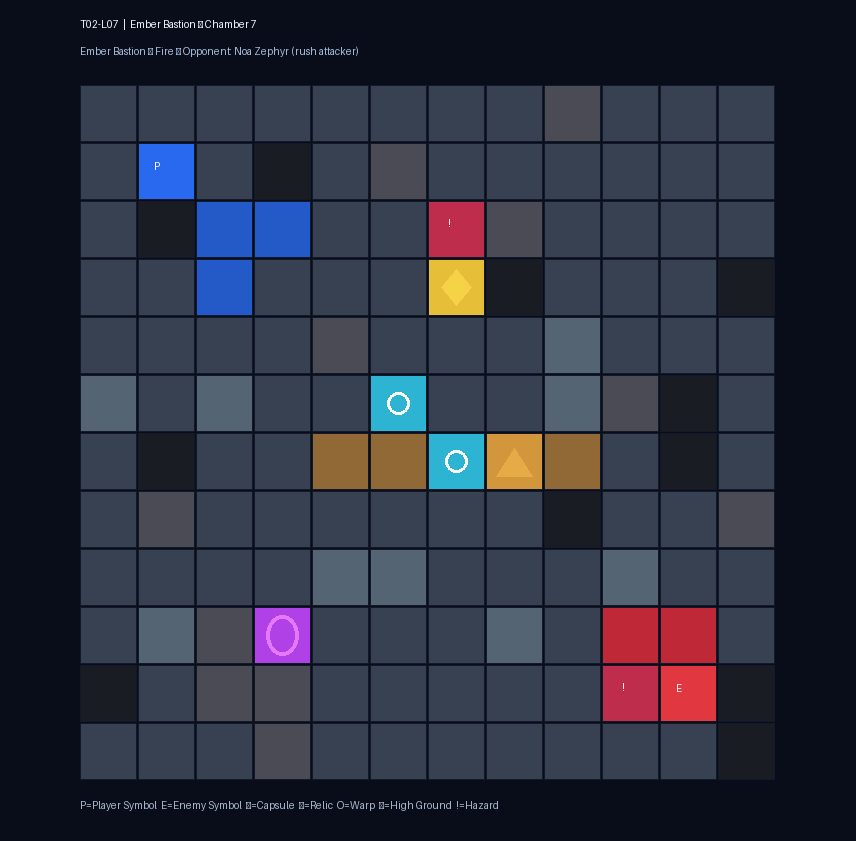 T02-L07 | Ember Bastion □ Chamber 7
Ember Bastion □ Fire □ Opponent: Noa Zephyr (rush attacker)
P
!
!
E
P=Player Symbol E=Enemy Symbol □=Capsule □=Relic O=Warp □=High Ground !=Hazard